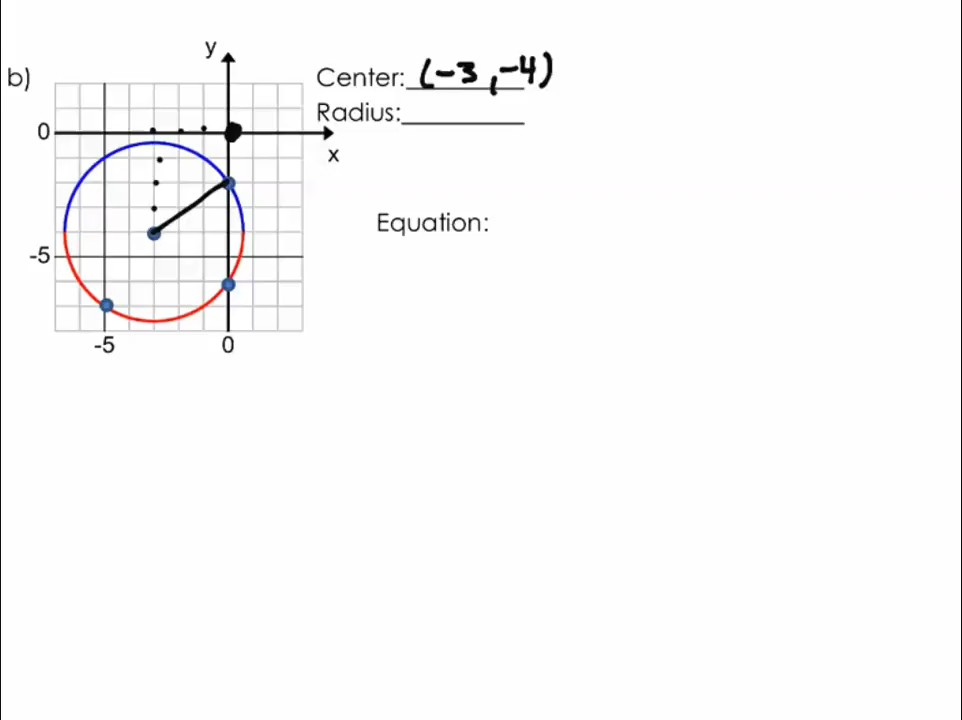 y
b)
Center: (-3,-4)
Radius:
0
x
Equation:
-5
-5 0